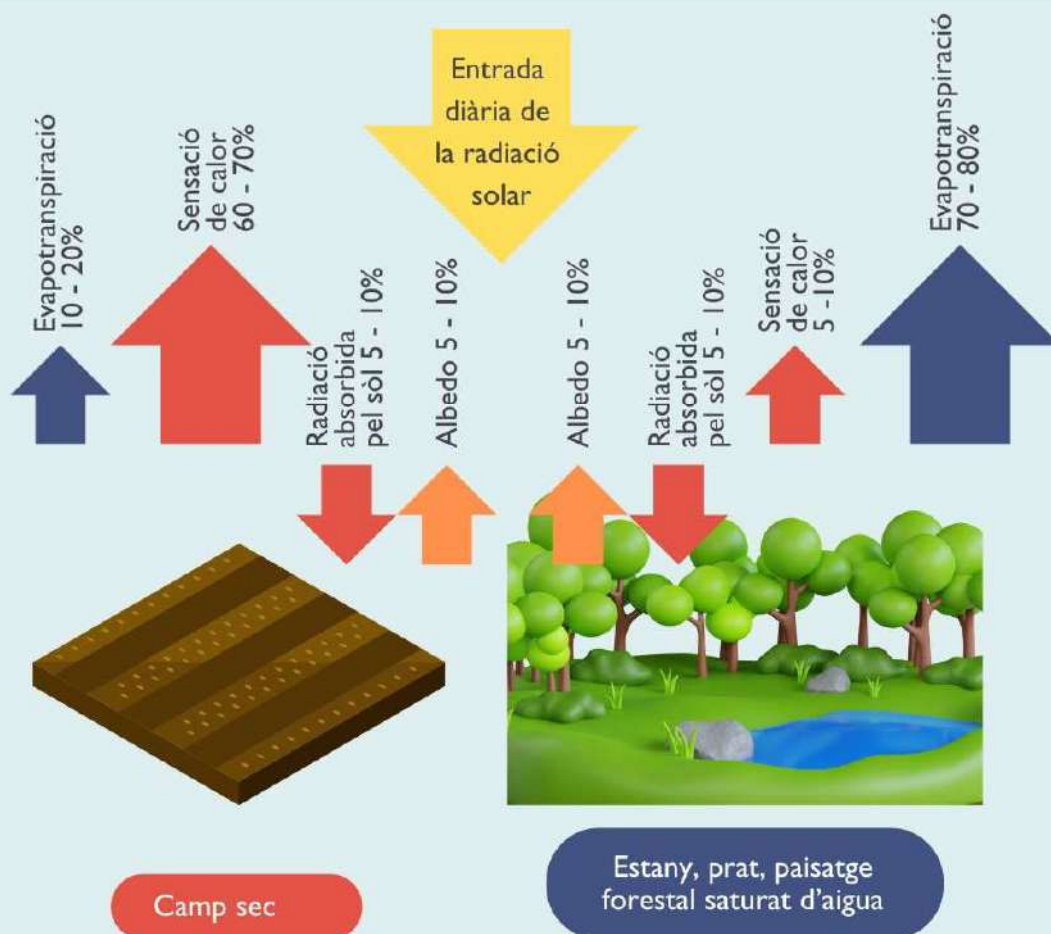 Entrada
diària de
la radiació
solar
Evapotranspiració
10 - 20%
Sensació
de calor
60 - 70%
Radiació
absorbida
pel sòl 5 - 10%
Albedo 5 - 10%
Albedo 5 - 10%
Radiació
absorbida
pel sòl 5 - 10%
Sensació
de calor
5 -10%
Evapotranspiració
70 - 80%
Camp sec
Estany, prat, paisatge
forestal saturat d'aigua